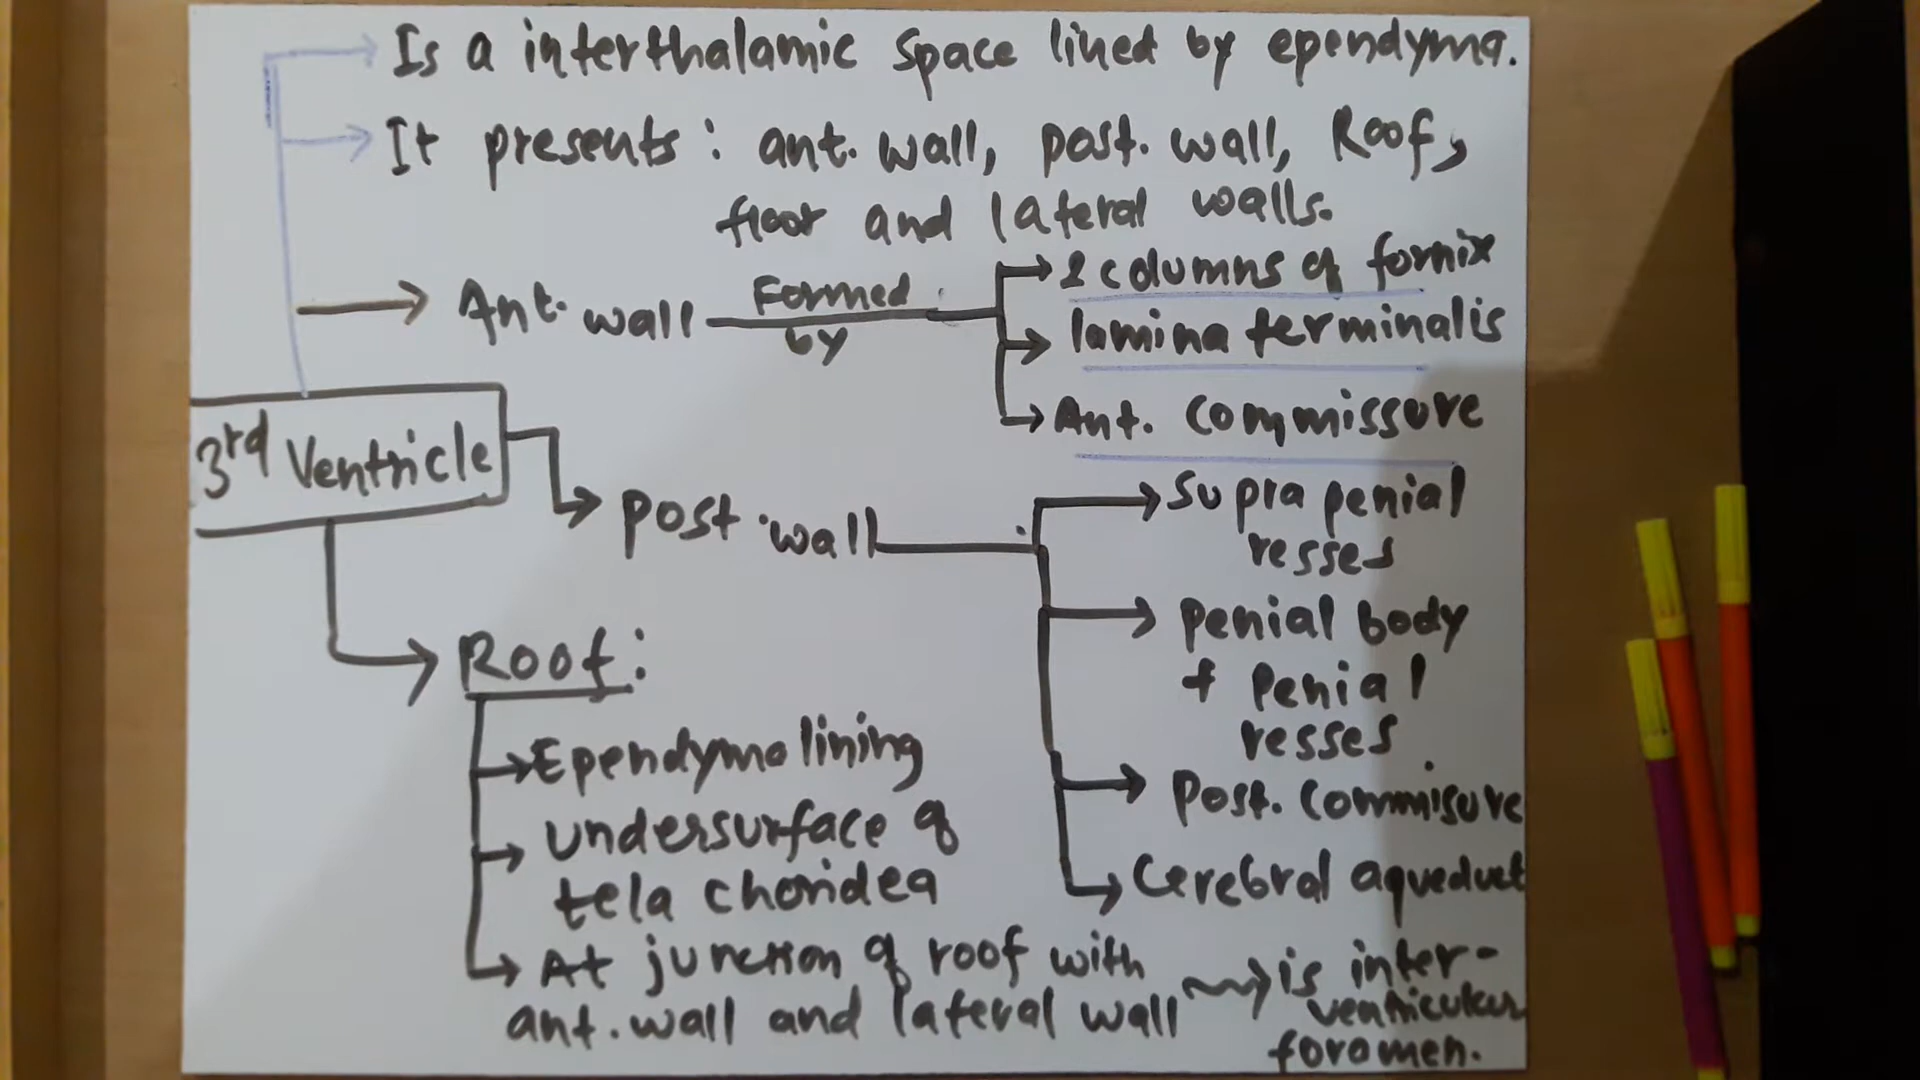 Is a interthalamic space lined by ependyma.
It presents: ant. wall, post. wall, Roof,
floor and lateral walls.
Ant. wall Formed by
2 columns of fornix
lamina terminalis
Ant. Commissure
3rd Ventricle
post wall
Supra penial
resses
penial body
+ Penial
resses
Post. Commisure
Cerebral aqueduct
Roof:
Ependyma lining
undersurface of
tela choridea
At junction of roof with
ant. wall and lateral wall
is inter-
ventricular
foramen.